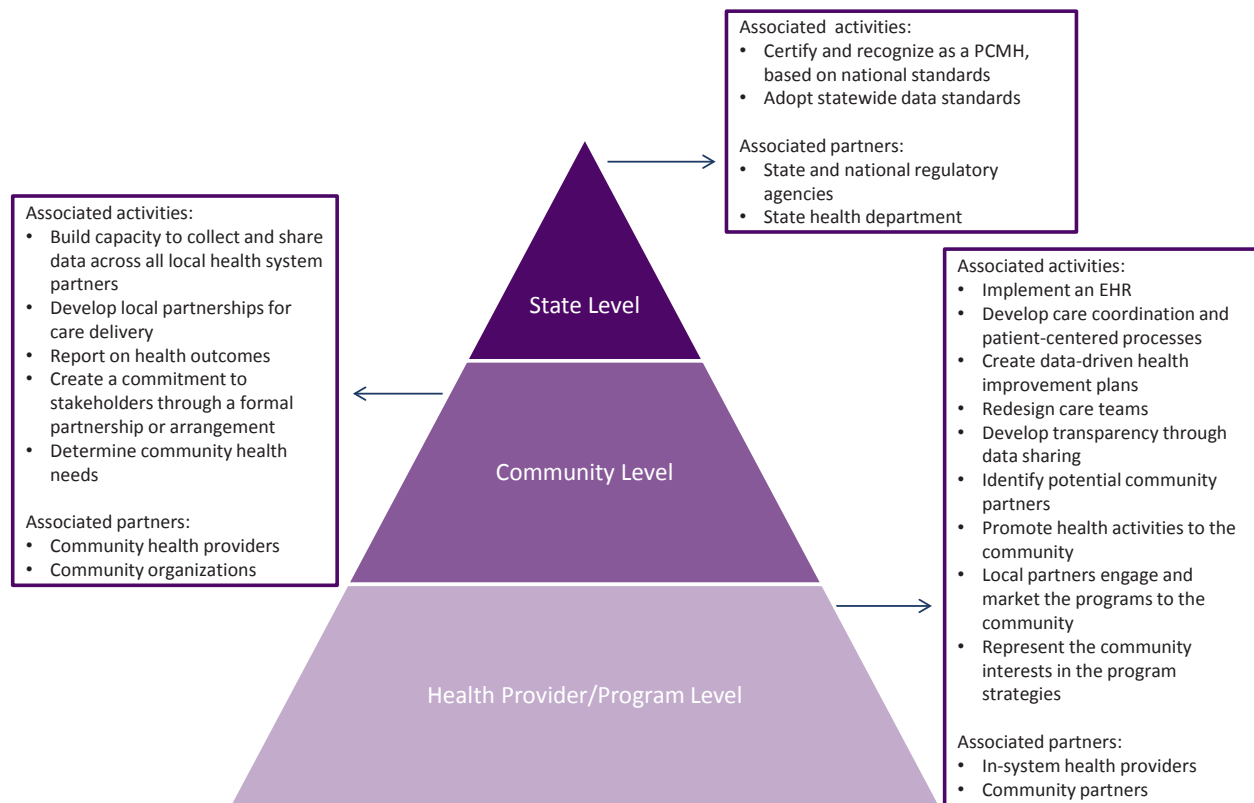 Associated activities:
• Certify and recognize as a PCMH,
based on national standards
• Adopt statewide data standards
Associated partners:
• State and national regulatory
agencies
• State health department
State Level
Associated activities:
• Build capacity to collect and share
data across all local health system
partners
• Develop local partnerships for
care delivery
• Report on health outcomes
• Create a commitment to
stakeholders through a formal
partnership or arrangement
• Determine community health
needs
Associated partners:
• Community health providers
• Community organizations
Community Level
Associated activities:
• Implement an EHR
• Develop care coordination and
patient-centered processes
• Create data-driven health
improvement plans
• Redesign care teams
• Develop transparency through
data sharing
• Identify potential community
partners
• Promote health activities to the
community
• Local partners engage and
market the programs to the
community
• Represent the community
interests in the program
strategies
Associated partners:
• In-system health providers
• Community partners
Health Provider/Program Level